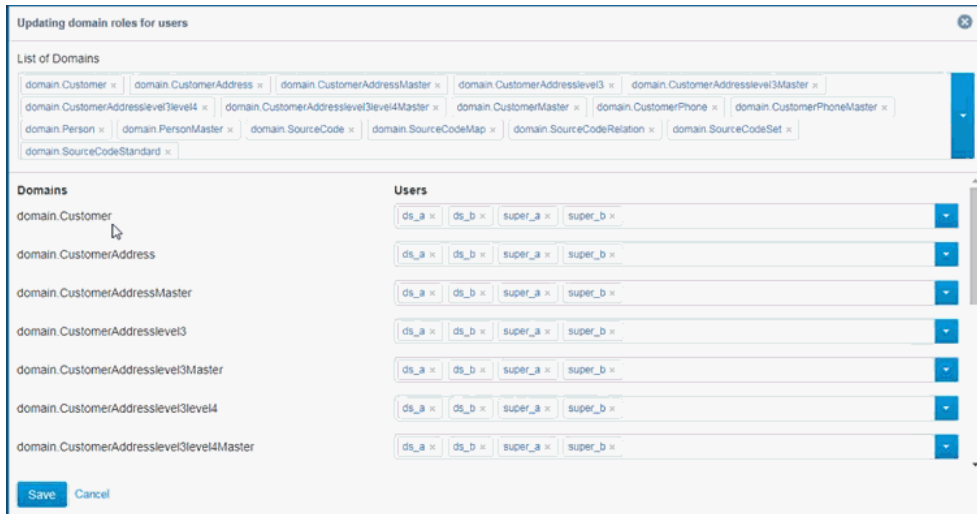 Updating domain roles for users
List of Domains
domain.Customer × domain.CustomerAddress × domain.CustomerAddressMaster × domain.CustomerAddresslevel3 × domain.CustomerAddresslevel3Master ×
domain.CustomerAddresslevel3level4 × domain.CustomerAddresslevel3level4Master × domain.CustomerMaster × domain.CustomerPhone × domain.CustomerPhoneMaster ×
domain.Person × domain.PersonMaster × domain.SourceCode × domain.SourceCodeMap × domain.SourceCodeRelation × domain.SourceCodeSet ×
domain.SourceCodeStandard ×
Domains Users
domain.Customer ds_a × ds_b × super_a × super_b ×
domain.CustomerAddress ds_a × ds_b × super_a × super_b ×
domain.CustomerAddressMaster ds_a × ds_b × super_a × super_b ×
domain.CustomerAddresslevel3 ds_a × ds_b × super_a × super_b ×
domain.CustomerAddresslevel3Master ds_a × ds_b × super_a × super_b ×
domain.CustomerAddresslevel3level4 ds_a × ds_b × super_a × super_b ×
domain.CustomerAddresslevel3level4Master ds_a × ds_b × super_a × super_b ×
Save Cancel